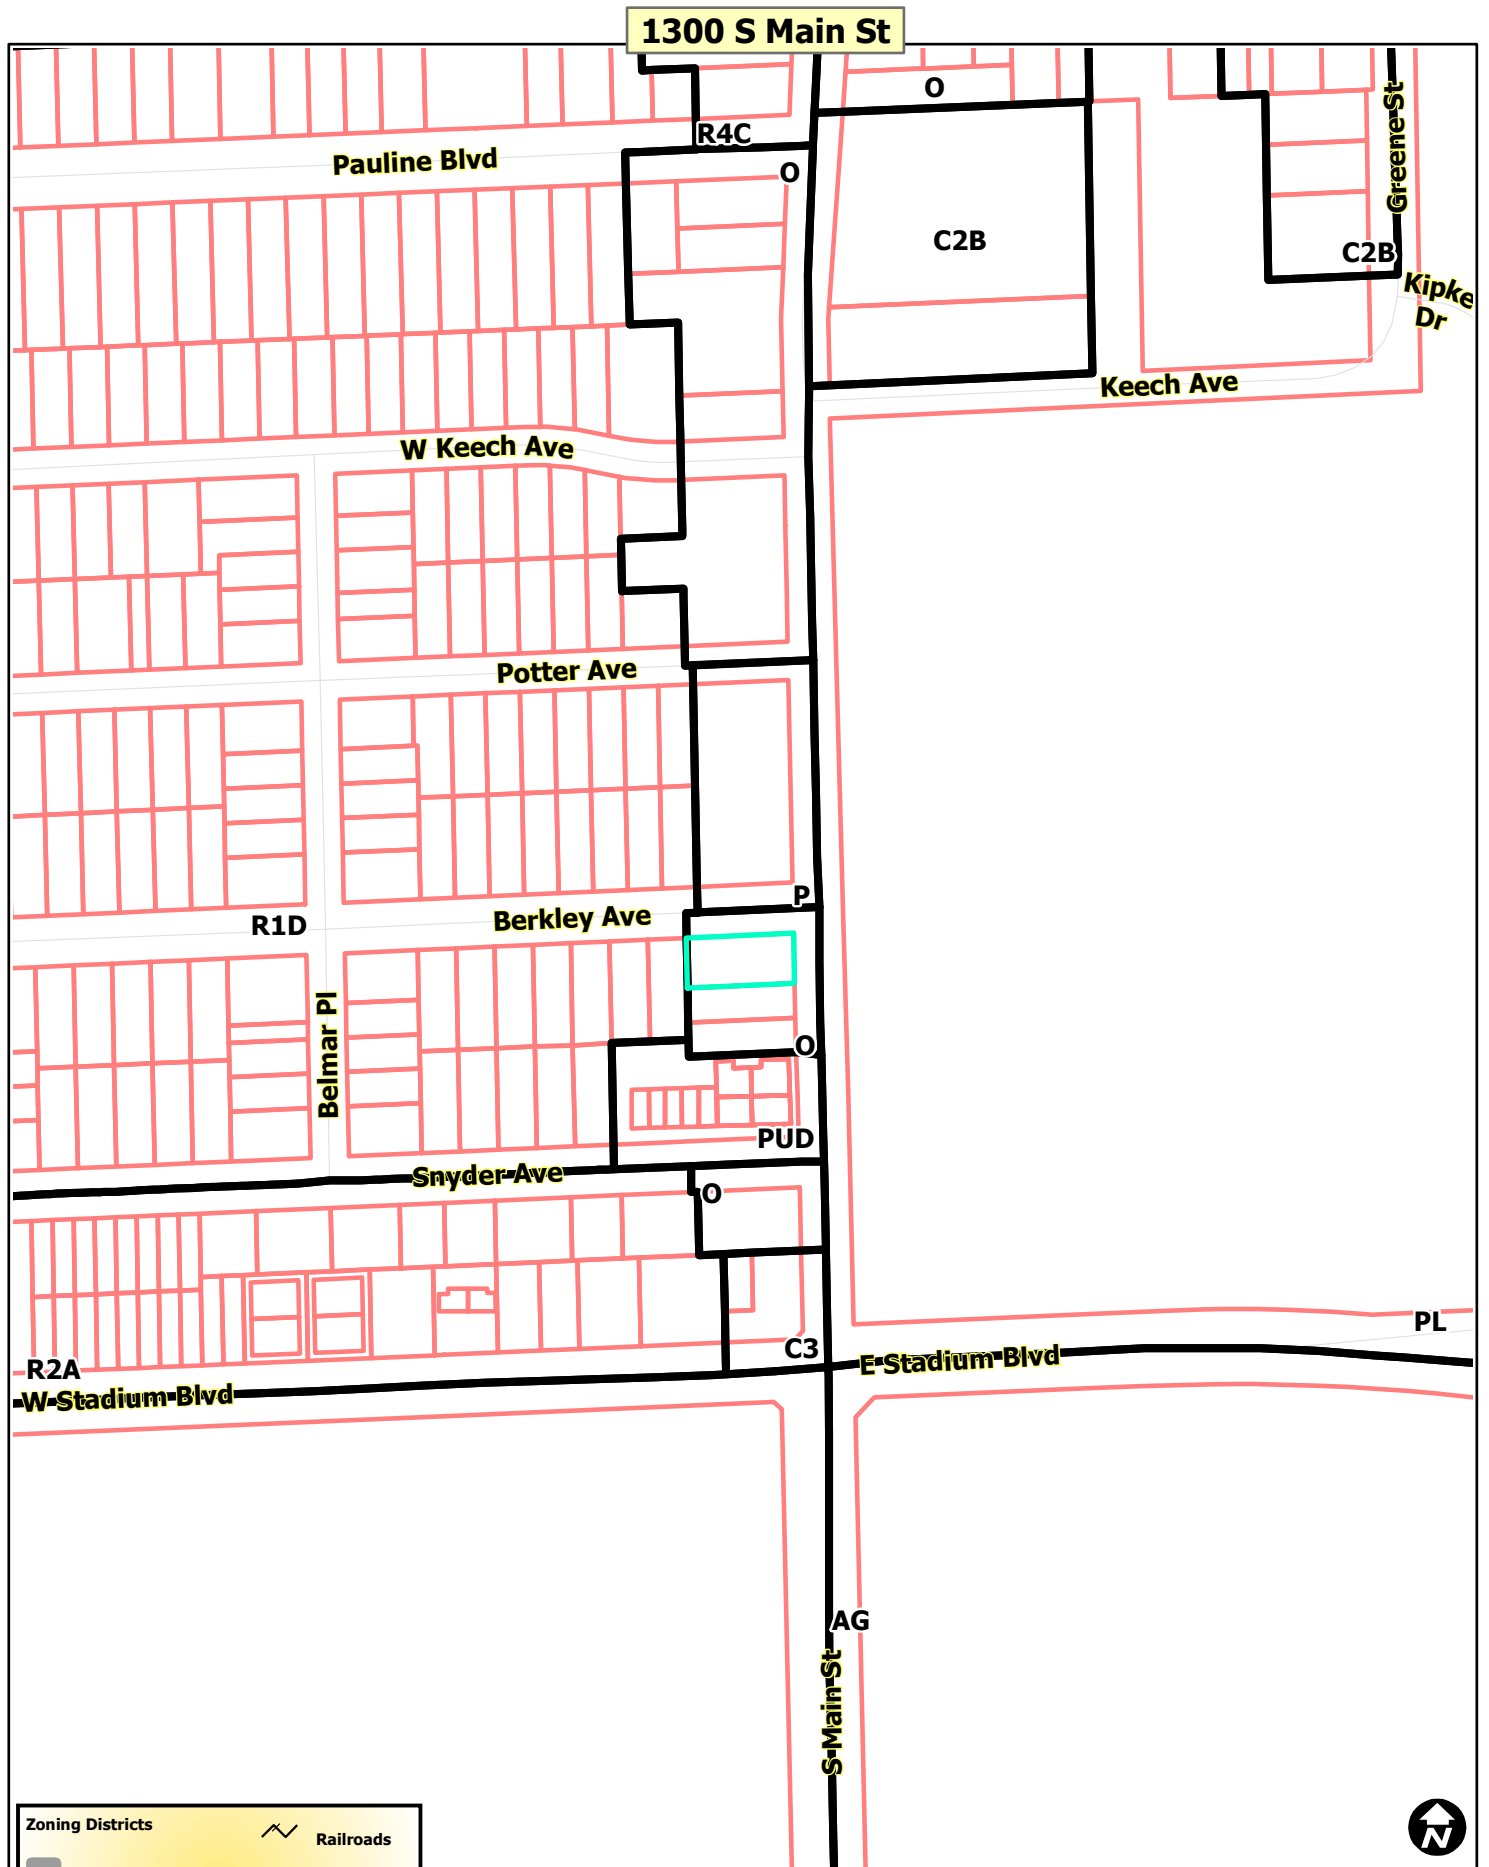 1300 S Main St
O
Greene St
R4C
Pauline Blvd
O
C2B
C2B
Kipke
Dr
Keech Ave
W Keech Ave
Potter Ave
P
Berkley Ave
R1D
Belmar Pl
O
PUD
Snyder Ave
O
PL
C3
E Stadium Blvd
R2A
W Stadium Blvd
AG
S Main St
Zoning Districts
Railroads
N